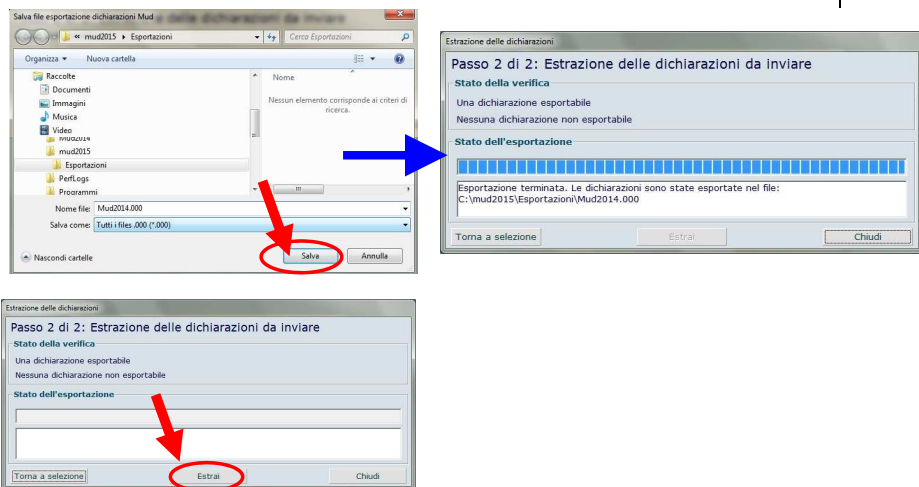 Salva file esportazione dichiarazioni Mud
« mud2015 ▸ Esportazioni
Cerca Esportazioni
Organizza ▾ Nuova cartella
Raccolte
Documenti
Immagini
Musica
Video
mud2014
mud2015
Esportazioni
PerfLogs
Programmi
Nome
Nessun elemento corrisponde ai criteri di
ricerca.
Nome file: Mud2014.000
Salva come: Tutti i files .000 (*.000)
Nascondi cartelle
Salva
Annulla
Estrazione delle dichiarazioni
Passo 2 di 2: Estrazione delle dichiarazioni da inviare
Stato della verifica
Una dichiarazione esportabile
Nessuna dichiarazione non esportabile
Stato dell'esportazione
Esportazione terminata. Le dichiarazioni sono state esportate nel file:
C:\mud2015\Esportazioni\Mud2014.000
Torna a selezione
Estrai
Chiudi
Estrazione delle dichiarazioni
Passo 2 di 2: Estrazione delle dichiarazioni da inviare
Stato della verifica
Una dichiarazione esportabile
Nessuna dichiarazione non esportabile
Stato dell'esportazione
Torna a selezione
Estrai
Chiudi